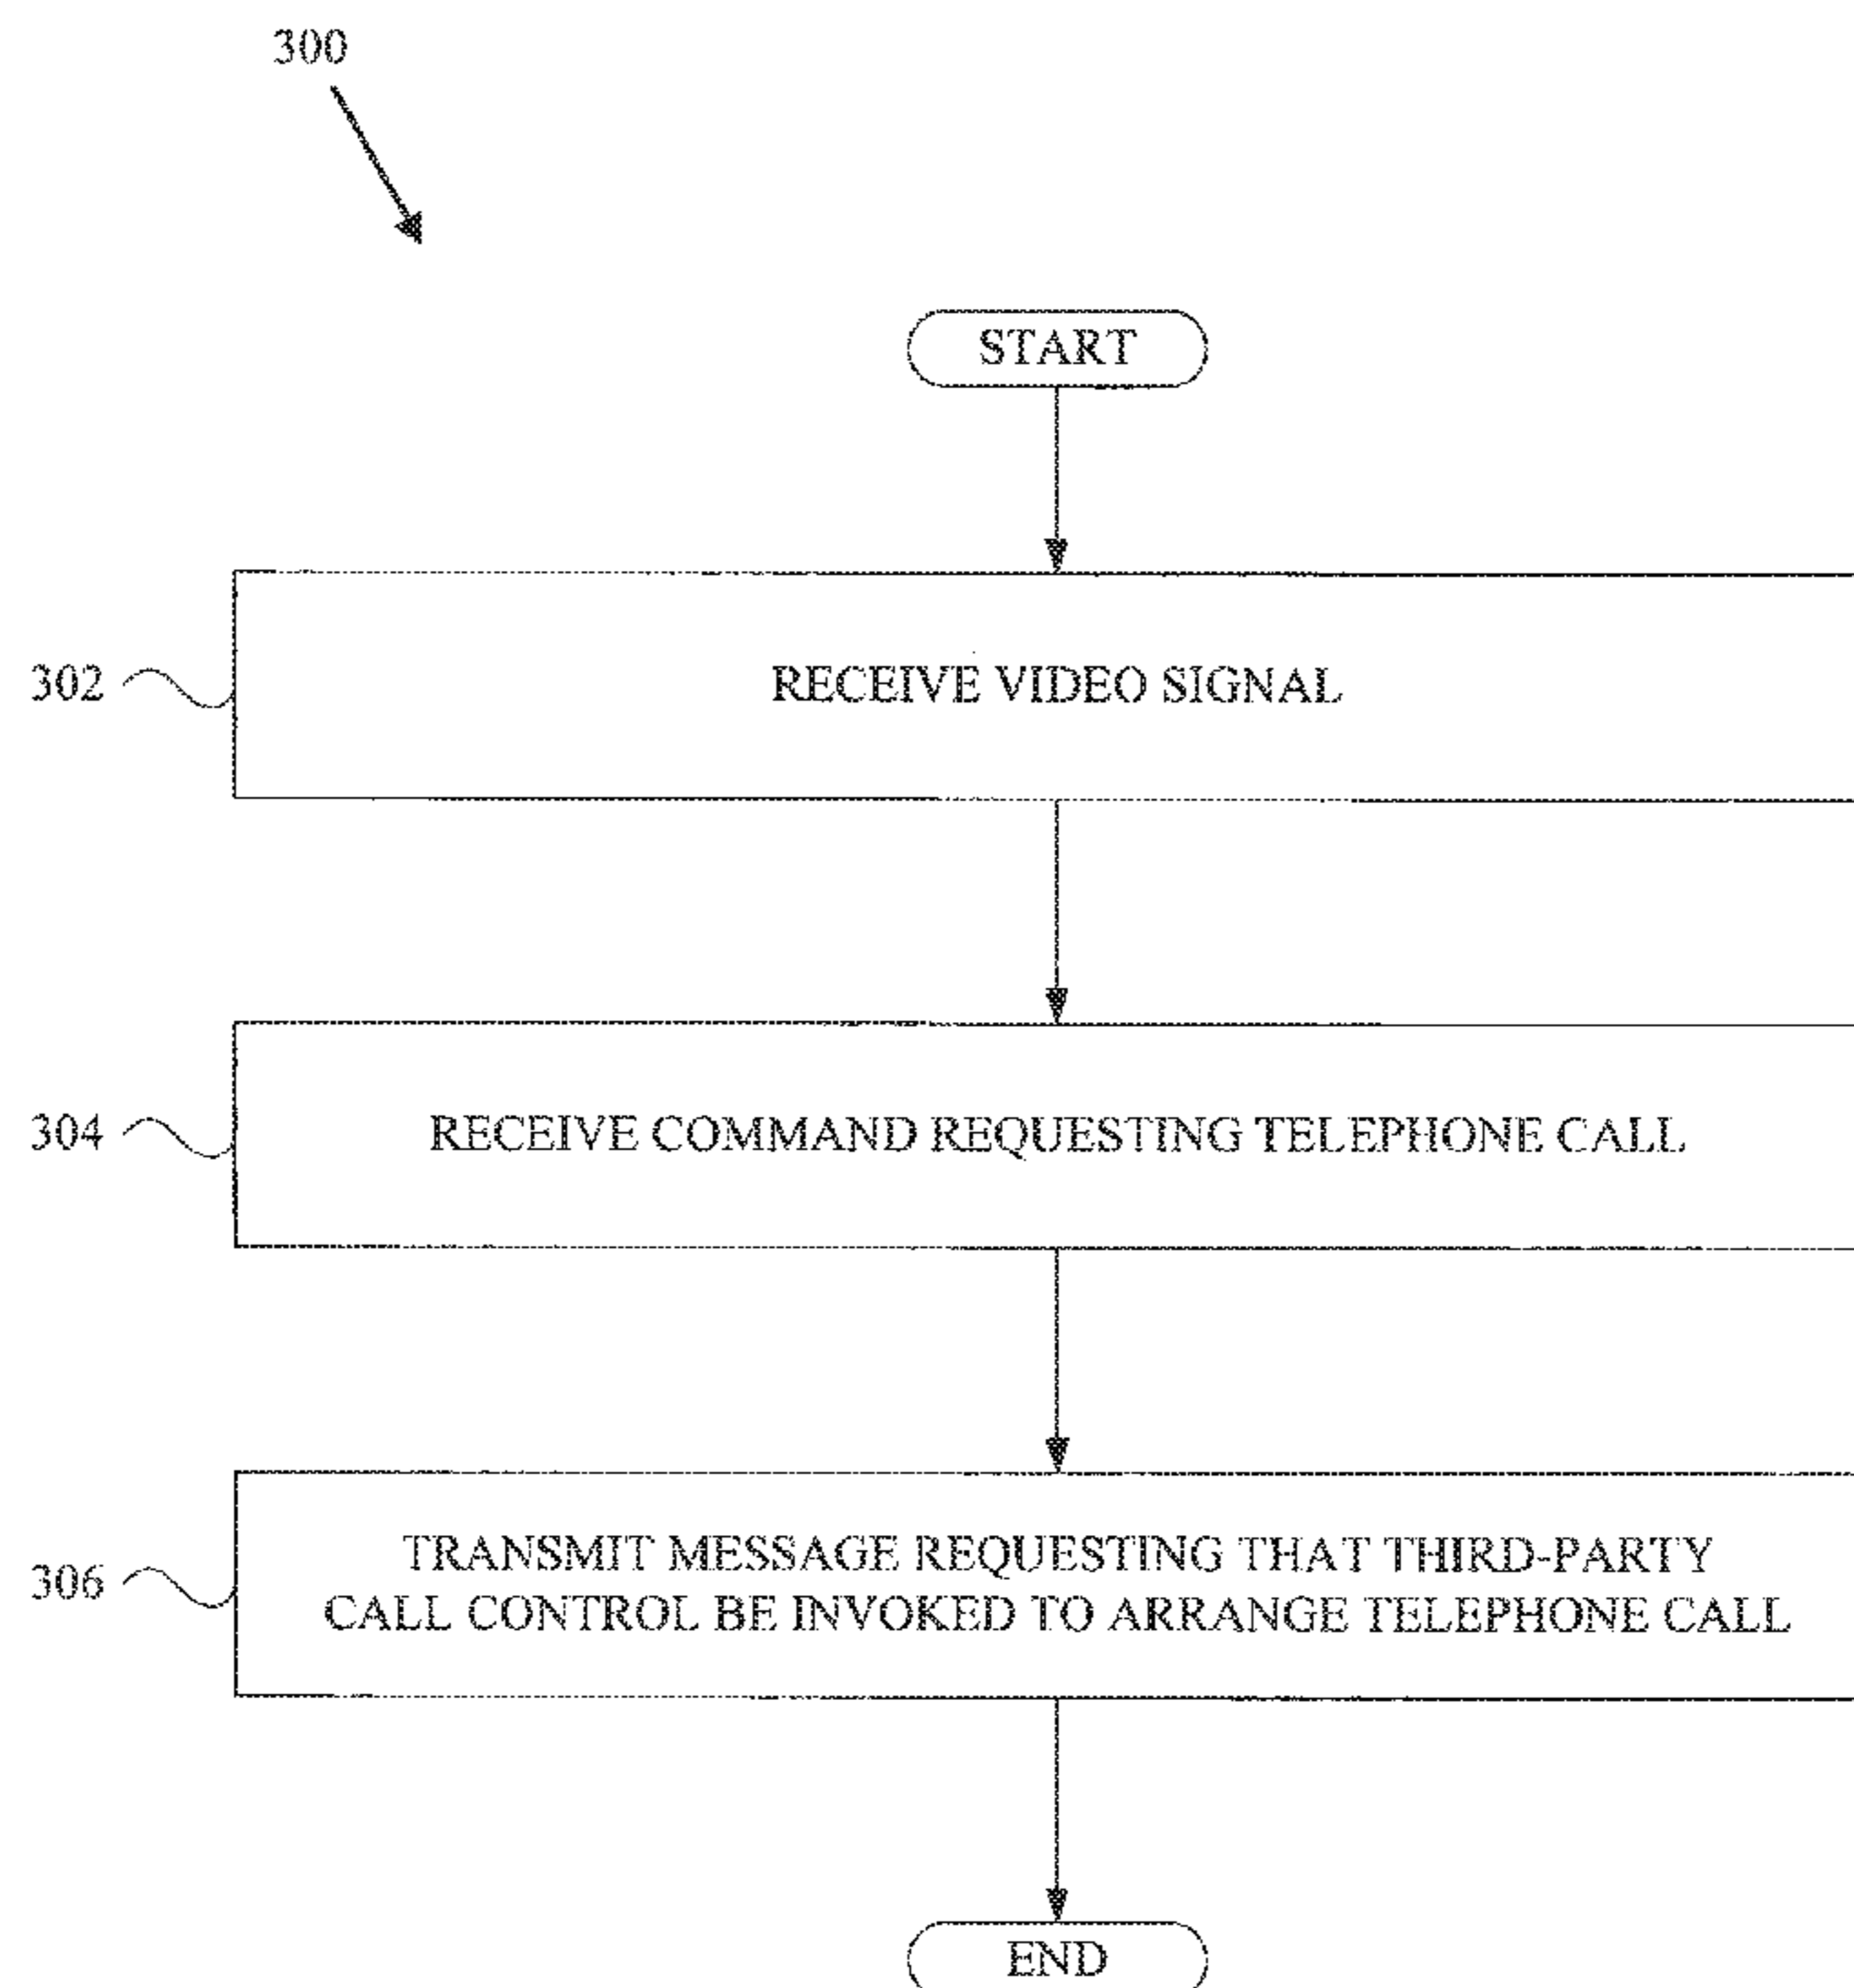 300
START
302
RECEIVE VIDEO SIGNAL
304
RECEIVE COMMAND REQUESTING TELEPHONE CALL
306
TRANSMIT MESSAGE REQUESTING THAT THIRD-PARTY
CALL CONTROL BE INVOKED TO ARRANGE TELEPHONE CALL
END